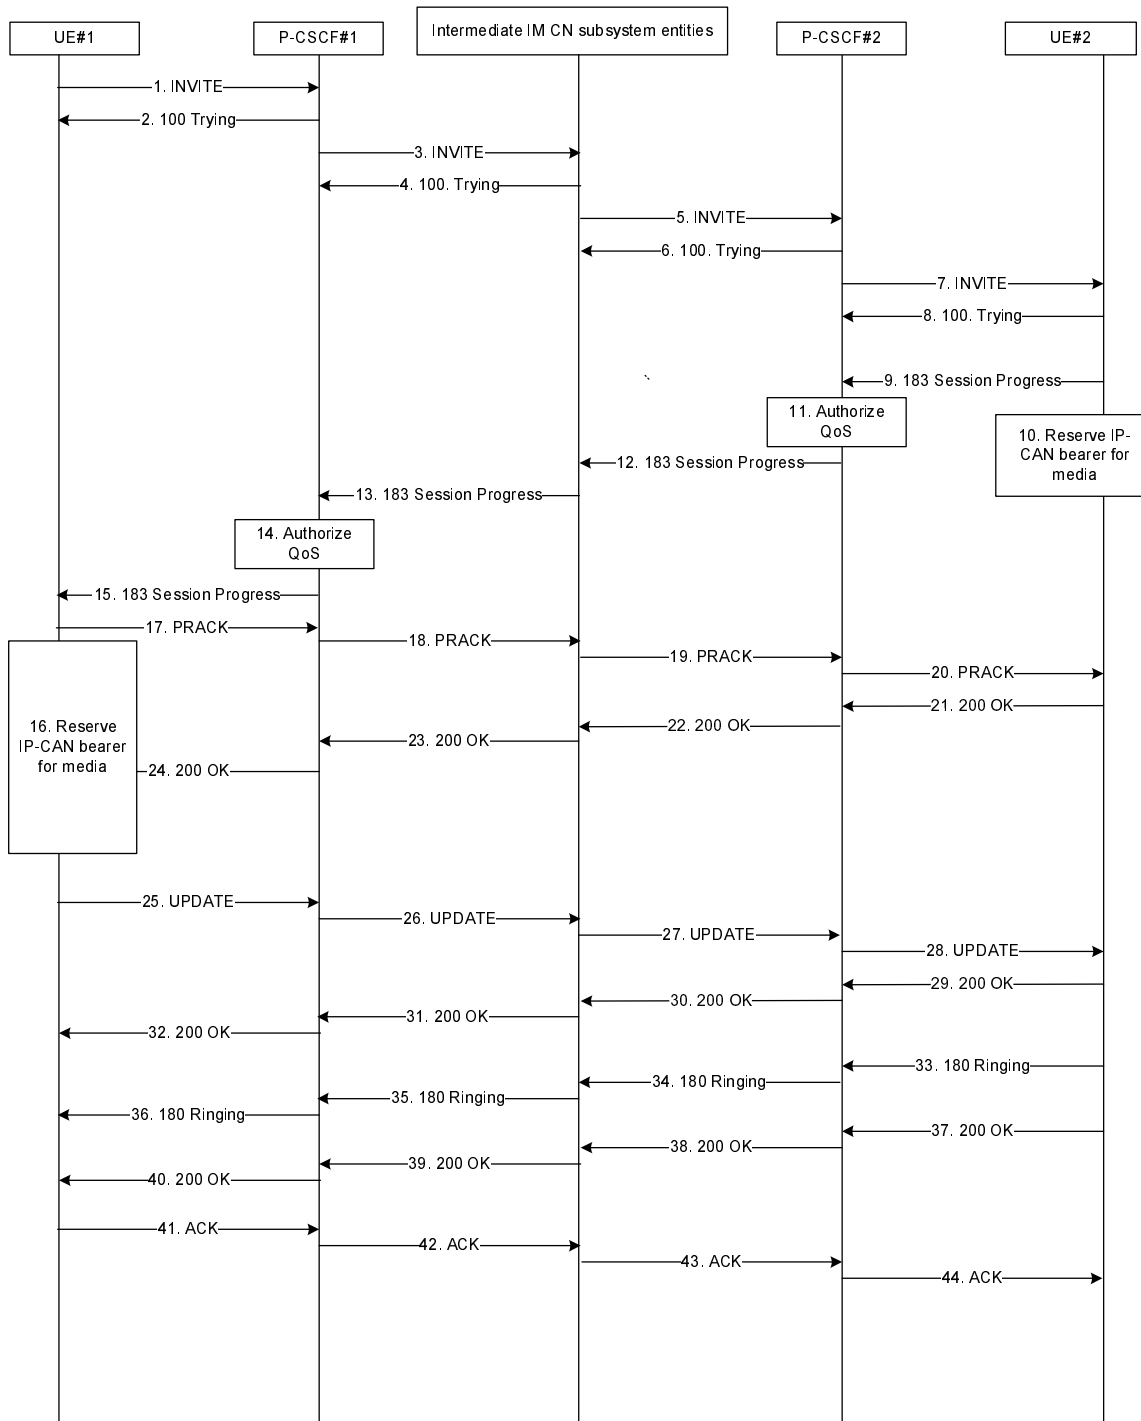 UE#1
P-CSCF#1
Intermediate IM CN subsystem entities
P-CSCF#2
UE#2
1. INVITE
2. 100 Trying
3. INVITE
4. 100. Trying
5. INVITE
6. 100. Trying
7. INVITE
8. 100. Trying
9. 183 Session Progress
11. Authorize
QoS
10. Reserve IP-
CAN bearer for
media
12. 183 Session Progress
13. 183 Session Progress
14. Authorize
QoS
15. 183 Session Progress
17. PRACK
18. PRACK
19. PRACK
20. PRACK
21. 200 OK
22. 200 OK
23. 200 OK
16. Reserve
IP-CAN bearer
for media
24. 200 OK
25. UPDATE
26. UPDATE
27. UPDATE
28. UPDATE
29. 200 OK
30. 200 OK
31. 200 OK
32. 200 OK
33. 180 Ringing
34. 180 Ringing
35. 180 Ringing
36. 180 Ringing
37. 200 OK
38. 200 OK
39. 200 OK
40. 200 OK
41. ACK
42. ACK
43. ACK
44. ACK